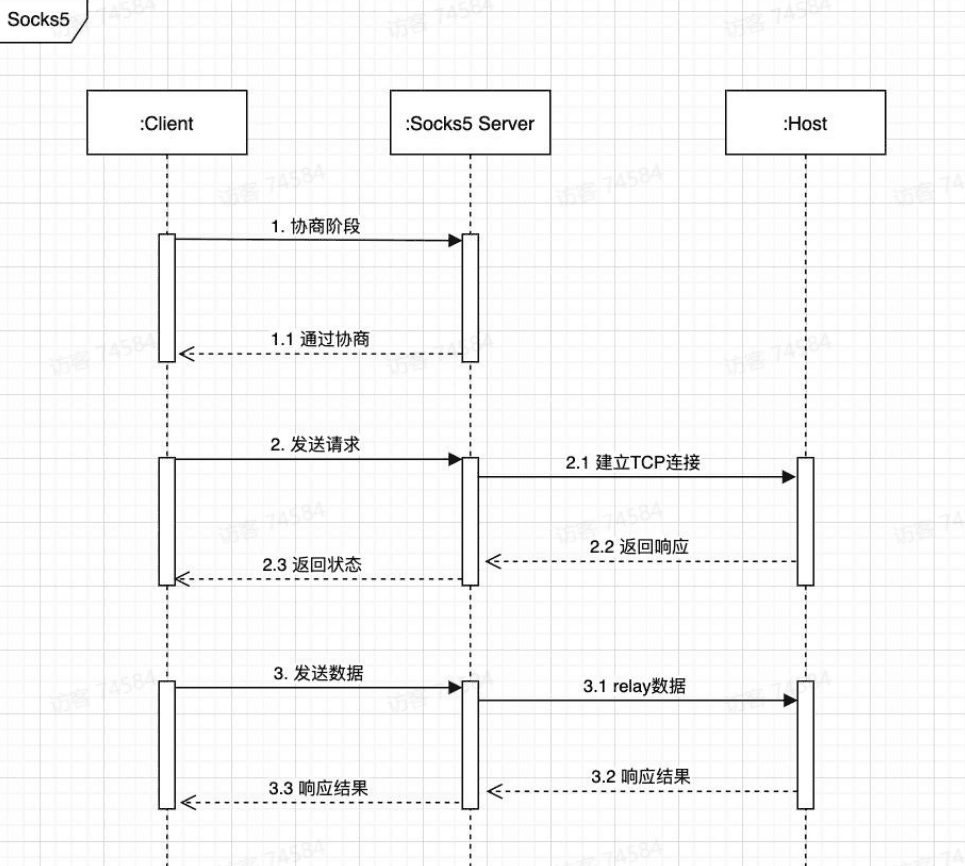 Socks5
:Client
:Socks5 Server
:Host
1. 协商阶段
1.1 通过协商
2. 发送请求
2.1 建立TCP连接
2.2 返回响应
2.3 返回状态
3. 发送数据
3.1 relay数据
3.2 响应结果
3.3 响应结果
访客 74584